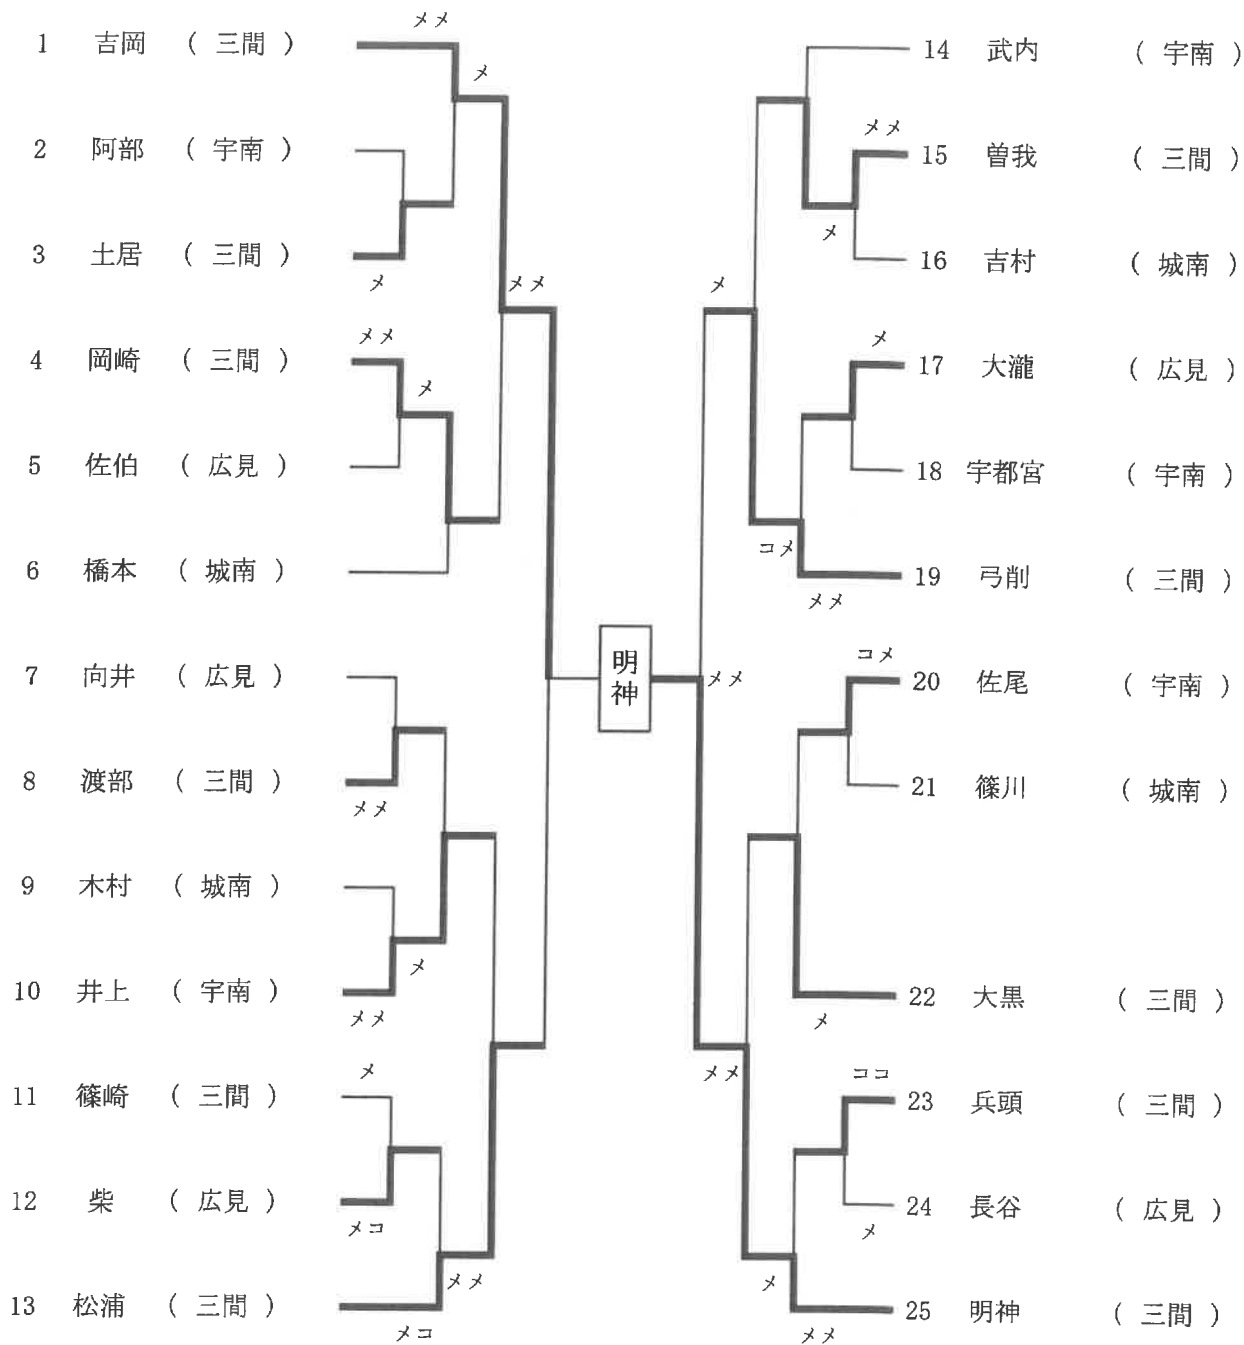 メメ
1 吉岡 ( 三間 )
メ
2 阿部 ( 宇南 )
3 土居 ( 三間 )
メ
メメ
メメ
4 岡崎 ( 三間 )
メ
5 佐伯 ( 広見 )
6 橋本 ( 城南 )
7 向井 ( 広見 )
8 渡部 ( 三間 )
メメ
9 木村 ( 城南 )
メ
10 井上 ( 宇南 )
メメ
メ
11 篠崎 ( 三間 )
12 柴 ( 広見 )
メコ
メメ
13 松浦 ( 三間 )
メコ
明神
メメ
14 武内 ( 宇南 )
メメ
15 曽我 ( 三間 )
メ
16 吉村 ( 城南 )
メ
メ
17 大瀧 ( 広見 )
18 宇都宮 ( 宇南 )
コメ
19 弓削 ( 三間 )
メメ
コメ
20 佐尾 ( 宇南 )
21 篠川 ( 城南 )
22 大黒 ( 三間 )
メ
メメ
ココ
23 兵頭 ( 三間 )
24 長谷 ( 広見 )
メ
メ
25 明神 ( 三間 )
メメ